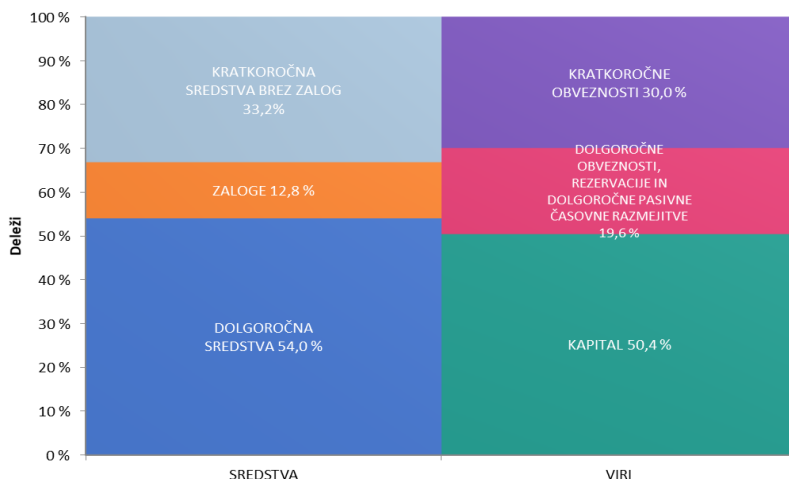 100 %
90 %
80 %
70 %
60 %
50 %
40 %
30 %
20 %
10 %
0 %
Deleži
KRATKOROČNA
SREDSTVA BREZ ZALOG
33,2%
ZALOGE 12,8 %
DOLGOROČNA
SREDSTVA 54,0 %
KRATKOROČNE
OBVEZNOSTI 30,0 %
DOLGOROČNE
OBVEZNOSTI,
REZERVACIJE IN
DOLGOROČNE PASIVNE
ČASOVNE RAZMEJITVE
19,6 %
KAPITAL 50,4 %
SREDSTVA
VIRI